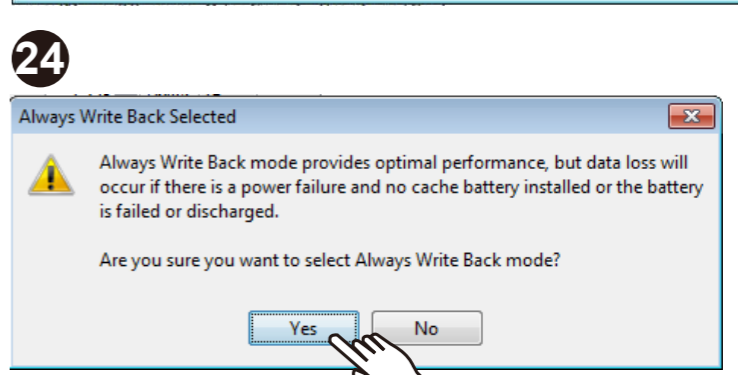 24
Always Write Back Selected
Always Write Back mode provides optimal performance, but data loss will
occur if there is a power failure and no cache battery installed or the battery
is failed or discharged.
Are you sure you want to select Always Write Back mode?
Yes No